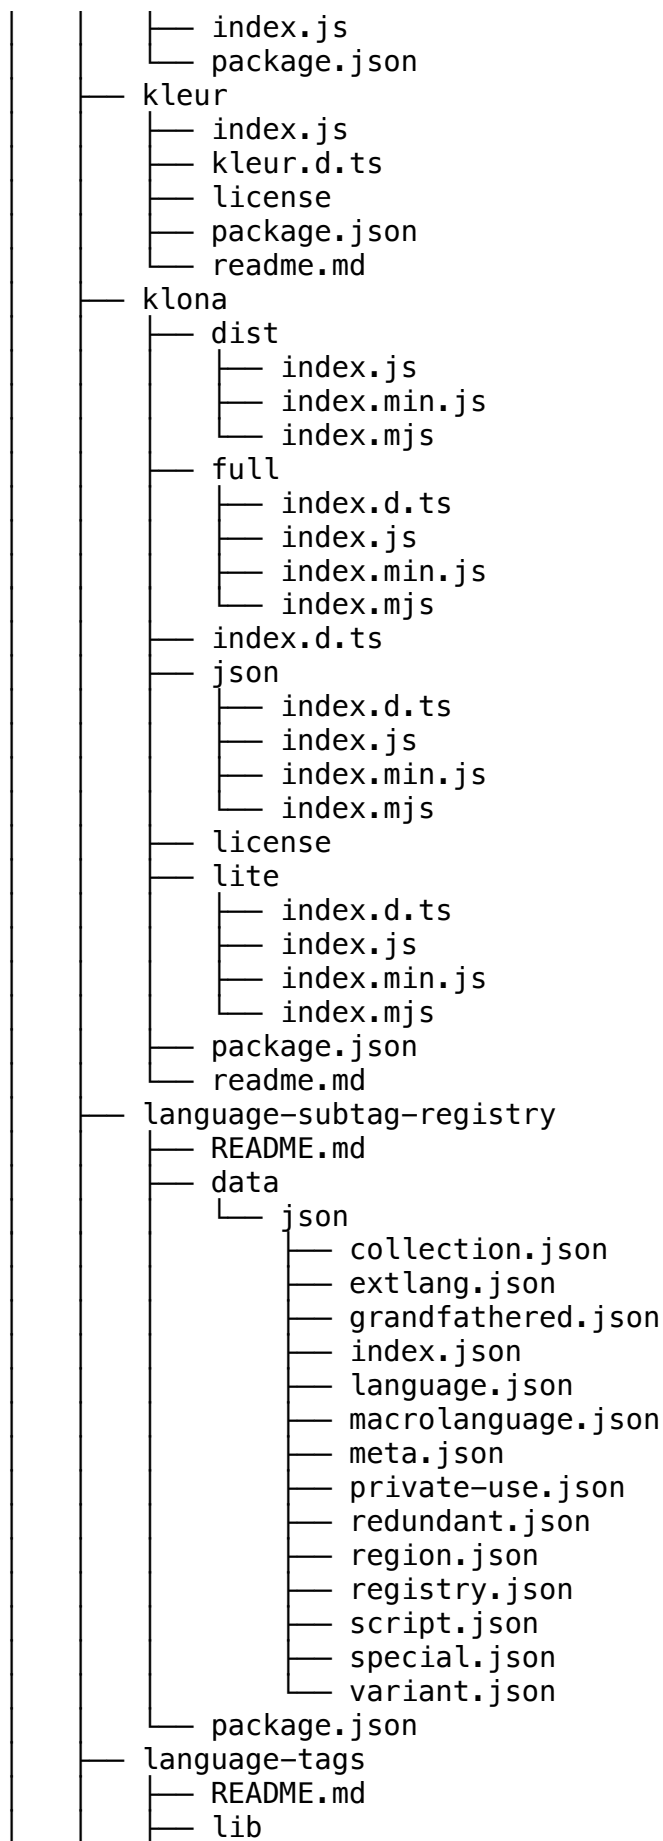 │   │   ├── index.js
│   │   └── package.json
│   ├── kleur
│   │   ├── index.js
│   │   ├── kleur.d.ts
│   │   ├── license
│   │   ├── package.json
│   │   └── readme.md
│   ├── klona
│   │   ├── dist
│   │   │   ├── index.js
│   │   │   ├── index.min.js
│   │   │   └── index.mjs
│   │   ├── full
│   │   │   ├── index.d.ts
│   │   │   ├── index.js
│   │   │   ├── index.min.js
│   │   │   └── index.mjs
│   │   ├── index.d.ts
│   │   ├── json
│   │   │   ├── index.d.ts
│   │   │   ├── index.js
│   │   │   ├── index.min.js
│   │   │   └── index.mjs
│   │   ├── license
│   │   ├── lite
│   │   │   ├── index.d.ts
│   │   │   ├── index.js
│   │   │   ├── index.min.js
│   │   │   └── index.mjs
│   │   ├── package.json
│   │   └── readme.md
│   ├── language-subtag-registry
│   │   ├── README.md
│   │   ├── data
│   │   │   └── json
│   │   │       ├── collection.json
│   │   │       ├── extlang.json
│   │   │       ├── grandfathered.json
│   │   │       ├── index.json
│   │   │       ├── language.json
│   │   │       ├── macrolanguage.json
│   │   │       ├── meta.json
│   │   │       ├── private-use.json
│   │   │       ├── redundant.json
│   │   │       ├── region.json
│   │   │       ├── registry.json
│   │   │       ├── script.json
│   │   │       ├── special.json
│   │   │       └── variant.json
│   │   └── package.json
│   ├── language-tags
│   │   ├── README.md
│   │   ├── lib